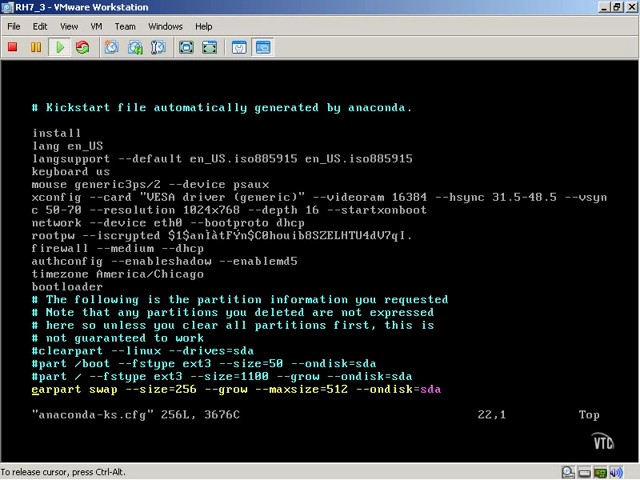 RH7_3 - VMware Workstation
File Edit View VM Team Windows Help
# Kickstart file automatically generated by anaconda.
install
lang en_US
langsupport --default en_US.iso885915 en_US.iso885915
keyboard us
mouse generic3ps/2 --device psaux
xconfig --card "VESA driver (generic)" --videoram 16384 --hsync 31.5-48.5 --vsyn
c 50-70 --resolution 1024x768 --depth 16 --startxonboot
network --device eth0 --bootproto dhcp
rootpw --iscrypted
firewall --medium --dhcp
authconfig --enableshadow --enablemd5
timezone America/Chicago
bootloader
# The following is the partition information you requested
# Note that any partitions you deleted are not expressed
# here so unless you clear all partitions first, this is
# not guaranteed to work
#clearpart --linux --drives=sda
#part /boot --fstype ext3 --size=50 --ondisk=sda
#part / --fstype ext3 --size=1100 --grow --ondisk=sda
earpart swap --size=256 --grow --maxsize=512 --ondisk=sda
"anaconda-ks.cfg" 256L, 3676C 22,1 Top
VTC
To release cursor, press Ctrl-Alt.